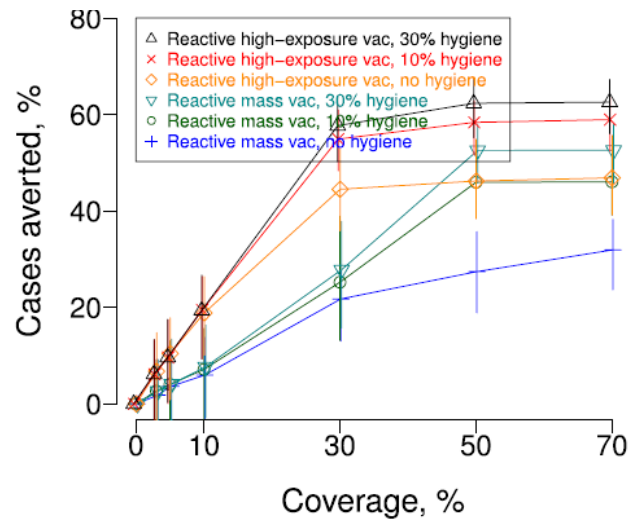 80
60
40
20
0
Cases averted, %
Reactive high-exposure vac, 30% hygiene
Reactive high-exposure vac, 10% hygiene
Reactive high-exposure vac, no hygiene
Reactive mass vac, 30% hygiene
Reactive mass vac, 10% hygiene
Reactive mass vac, no hygiene
0 10 30 50 70
Coverage, %